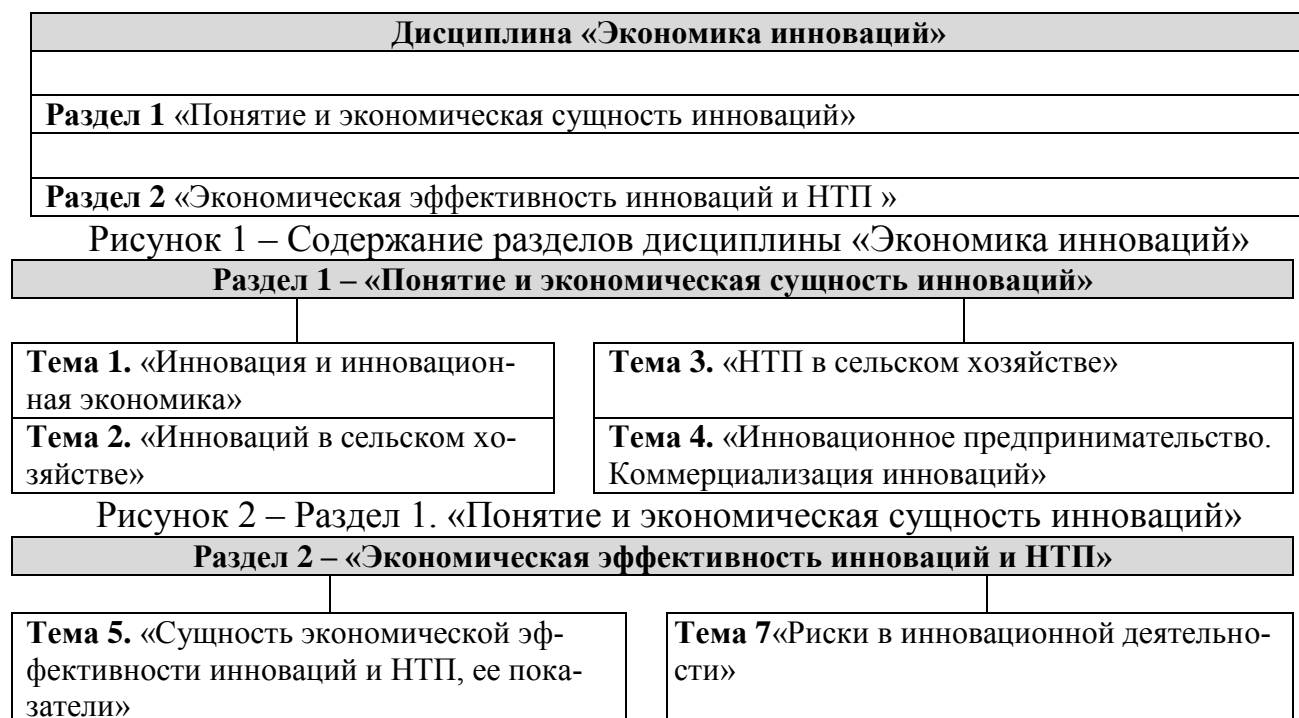 Дисциплина «Экономика инноваций»
Раздел 1 «Понятие и экономическая сущность инноваций»
Раздел 2 «Экономическая эффективность инноваций и НТП »
Рисунок 1 – Содержание разделов дисциплины «Экономика инноваций»
Раздел 1 – «Понятие и экономическая сущность инноваций»
Тема 1. «Инновация и инновацион-
ная экономика»
Тема 2. «Инноваций в сельском хо-
зяйстве»
Тема 3. «НТП в сельском хозяйстве»
Тема 4. «Инновационное предпринимательство.
Коммерциализация инноваций»
Рисунок 2 – Раздел 1. «Понятие и экономическая сущность инноваций»
Раздел 2 – «Экономическая эффективность инноваций и НТП»
Тема 5. «Сущность экономической эф-
фективности инноваций и НТП, ее пока-
затели»
Тема 7«Риски в инновационной деятельно-
сти»